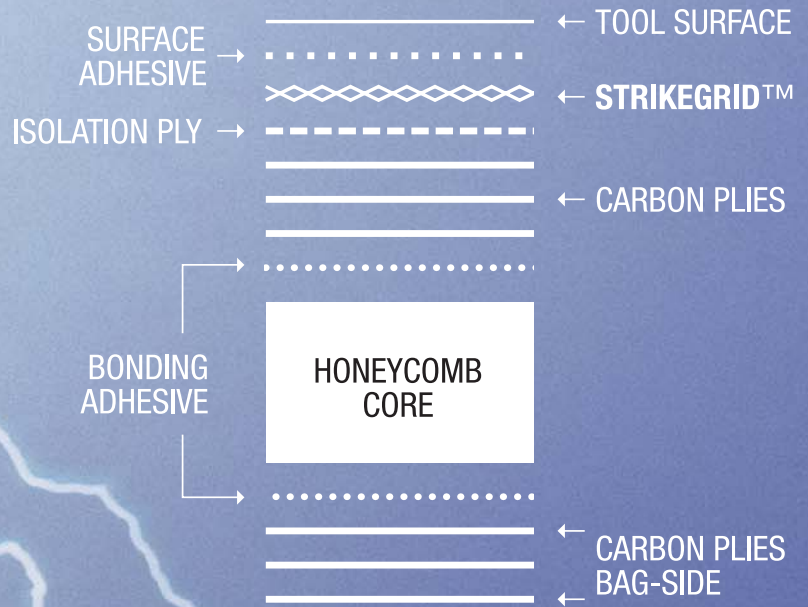 TOOL SURFACE
SURFACE
ADHESIVE
STRIKEGRID™
ISOLATION PLY
CARBON PLIES
BONDING
ADHESIVE
HONEYCOMB
CORE
CARBON PLIES
BAG-SIDE